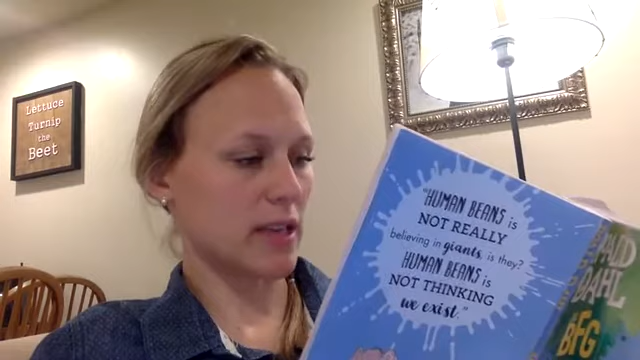 Lettuce
Turnip
the
Beet
"HUMAN BEANS is
NOT REALLY
believing in giants, is they?
HUMAN BEANS is
NOT THINKING
we exist."
DAHL
BFG